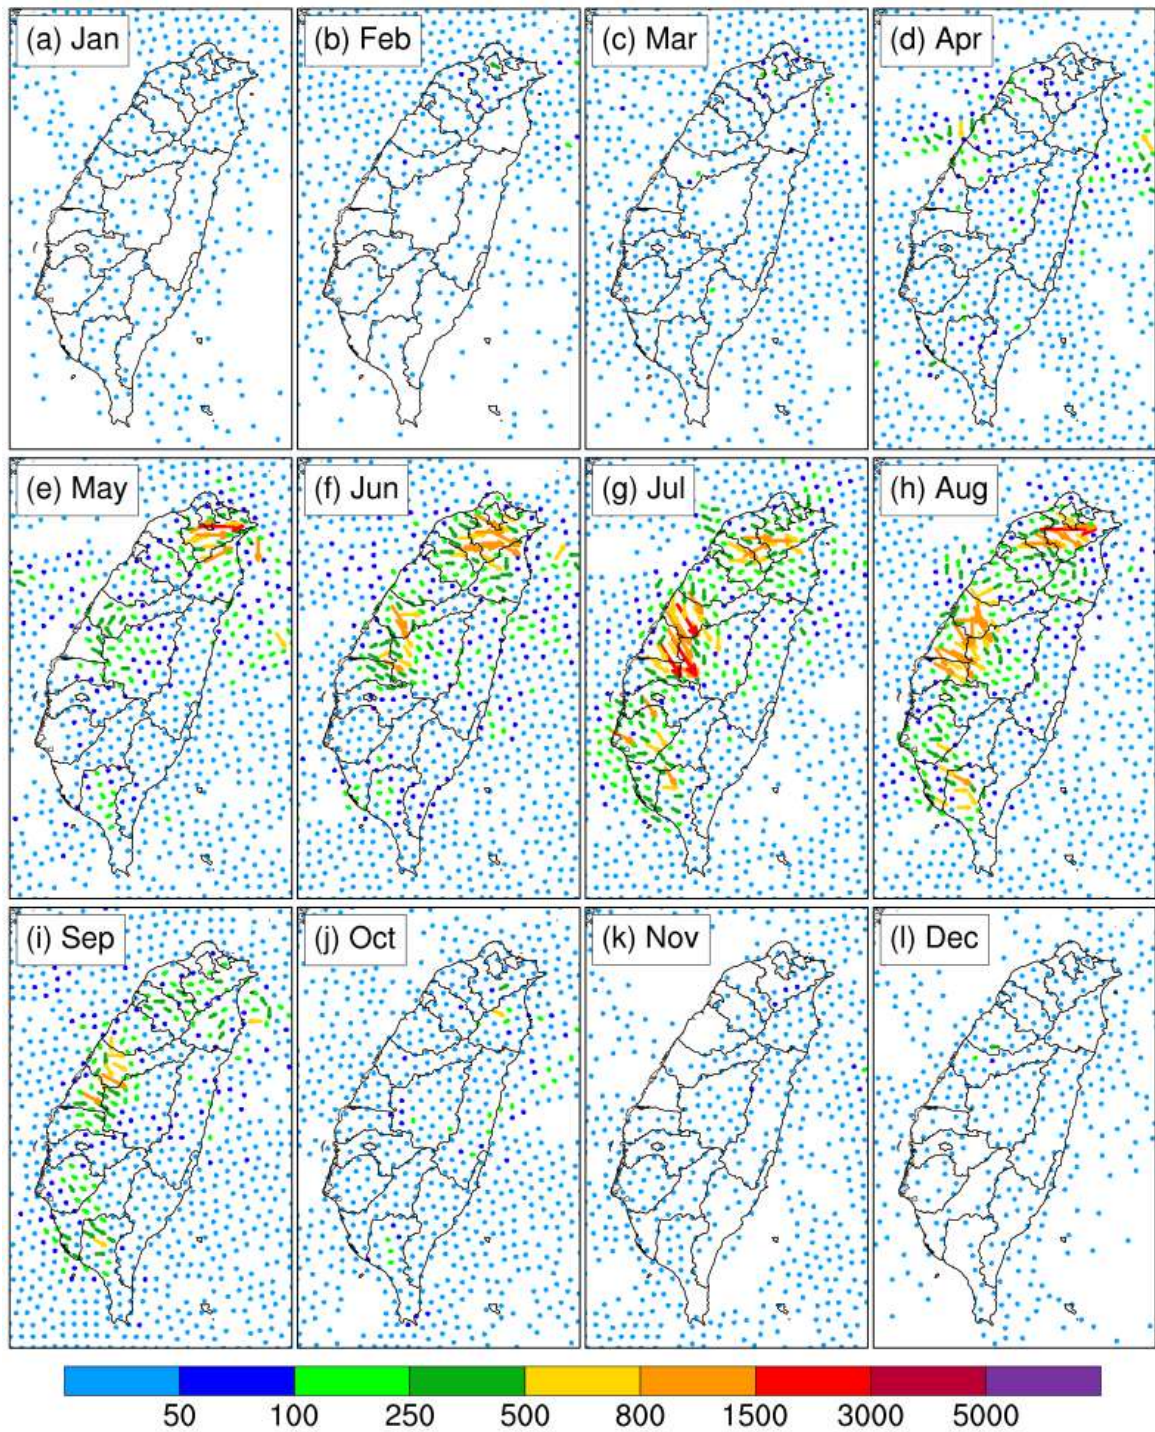 (a) Jan
(b) Feb
(c) Mar
(d) Apr
(e) May
(f) Jun
(g) Jul
(h) Aug
(i) Sep
(j) Oct
(k) Nov
(l) Dec
50 100 250 500 800 1500 3000 5000